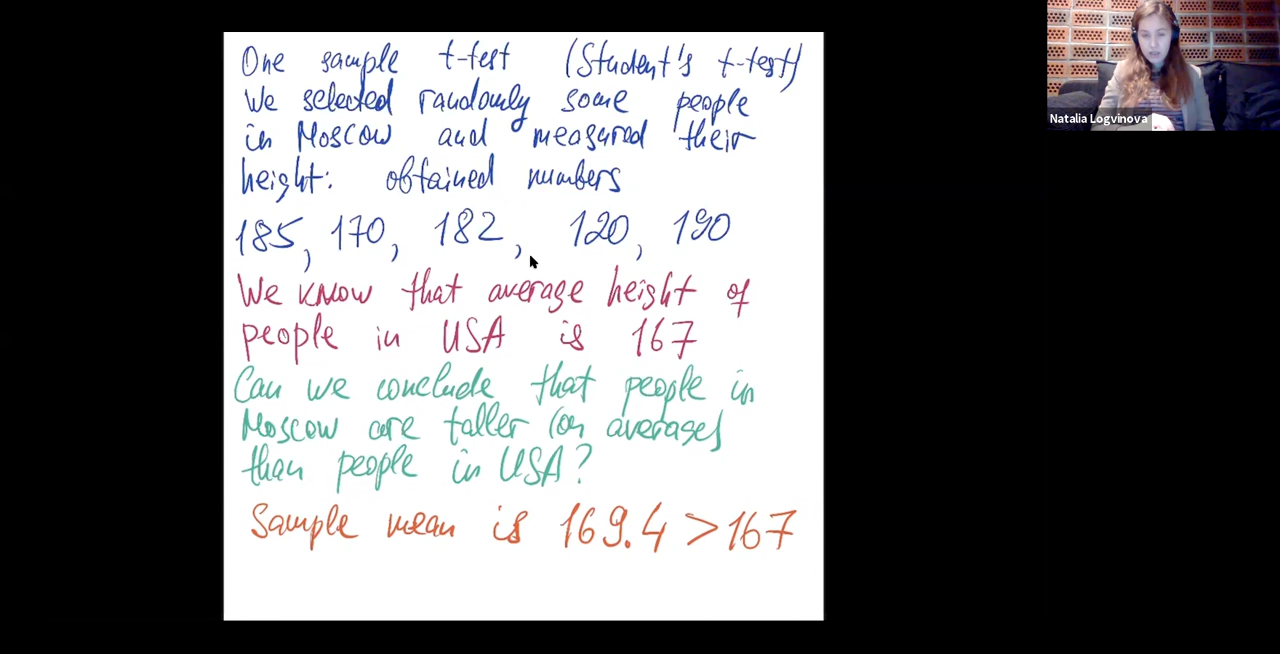 One sample t-test (Student's t-test)
We selected randomly some people
in Moscow and measured their
height: obtained numbers
185, 170, 182, 120, 190
We know that average height of
people in USA is 167
Can we conclude that people in
Moscow are taller (on average)
than people in USA?
Sample mean is 169.4 > 167
Natalia Logvinova